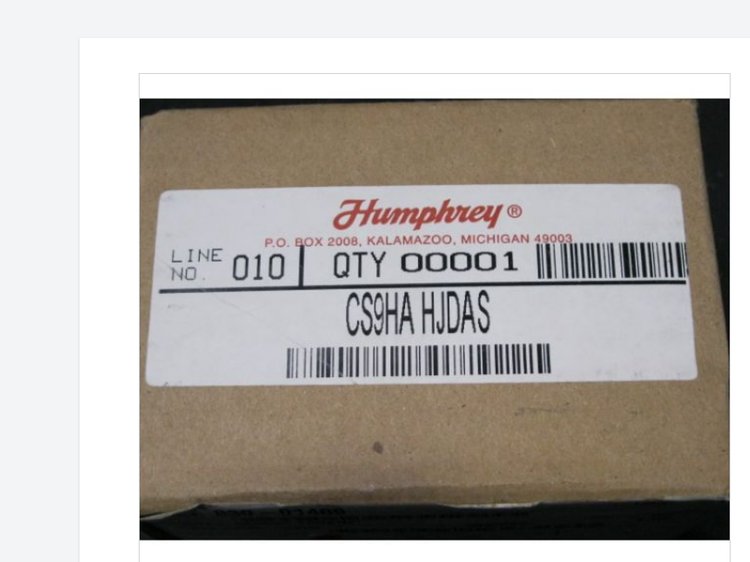 Humphrey®
P.O. BOX 2008, KALAMAZOO, MICHIGAN 49003
LINE NO. 010 QTY 00001
CS9HA HJDAS